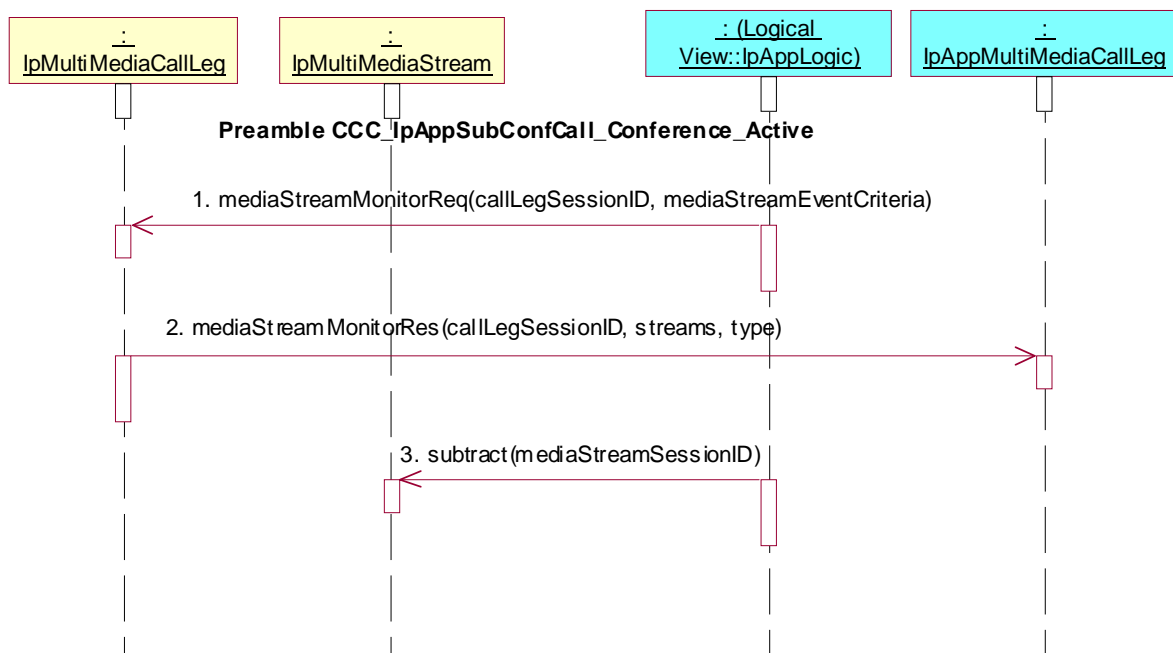 :
IpMultiMediaCallLeg
:
IpMultiMediaStream
: (Logical
View::IpAppLogic)
:
IpAppMultiMediaCallLeg
Preamble CCC_IpAppSubConfCall_Conference_Active
1. mediaStreamMonitorReq(callLegSessionID, mediaStreamEventCriteria)
2. mediaStreamMonitorRes(callLegSessionID, streams, type)
3. subtract(mediaStreamSessionID)